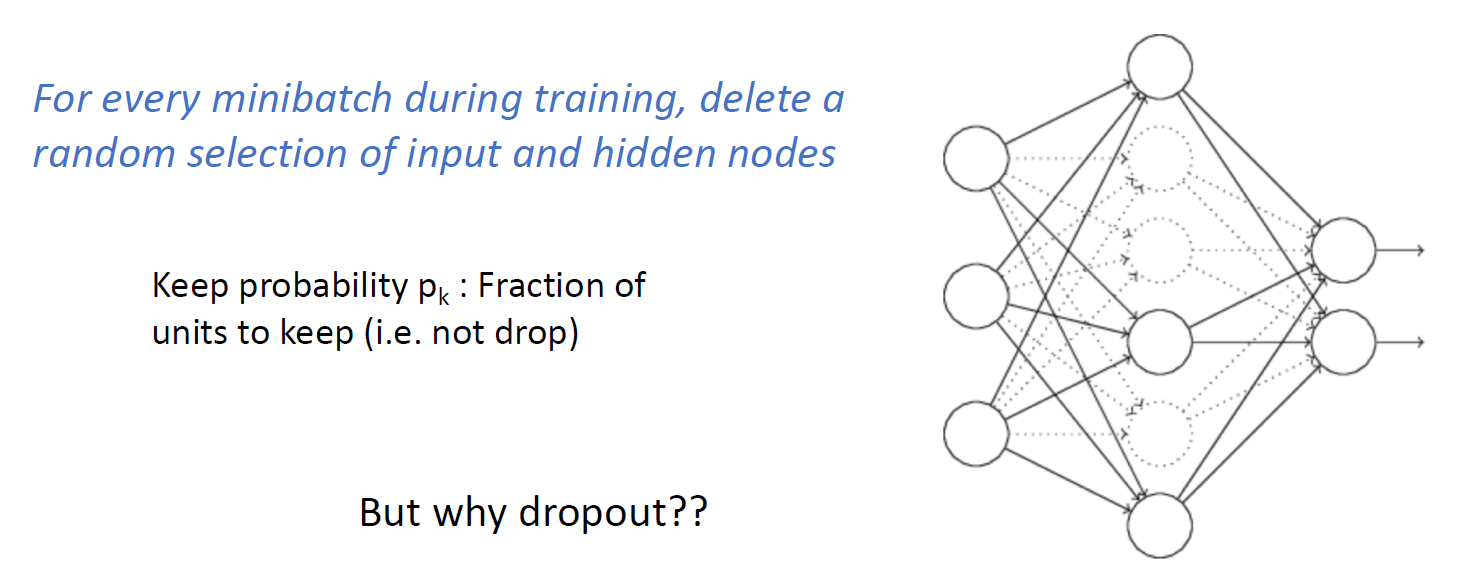 For every minibatch during training, delete a
random selection of input and hidden nodes
Keep probability pk : Fraction of
units to keep (i.e. not drop)
But why dropout??